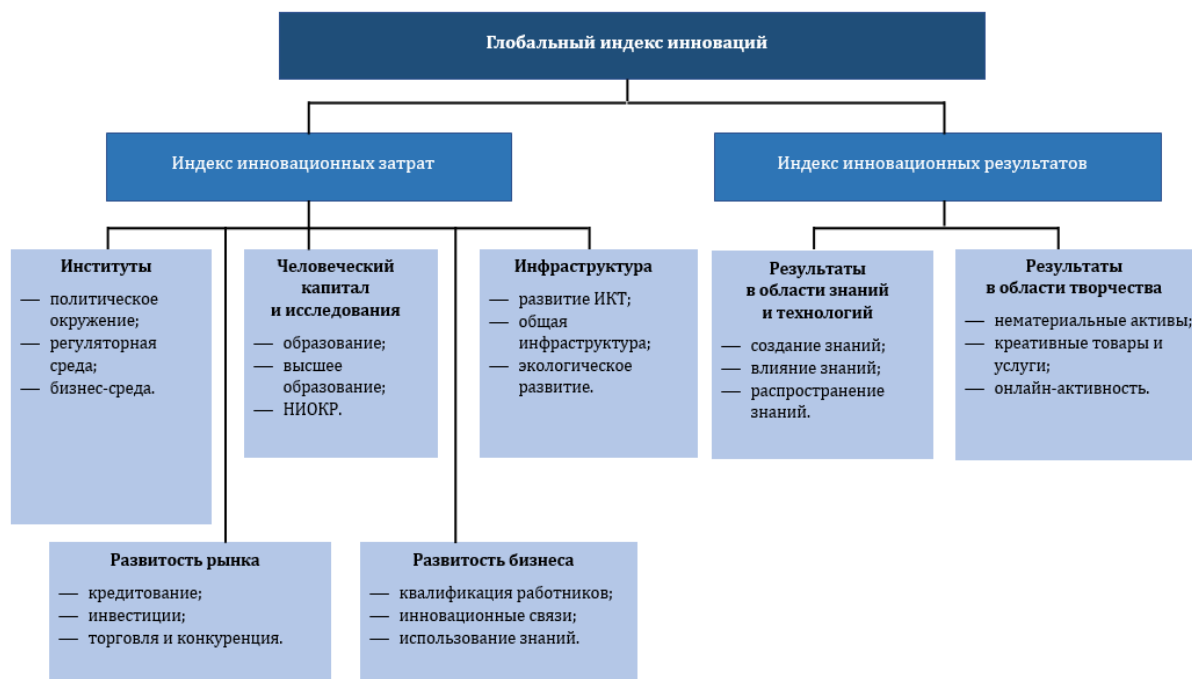 Глобальный индекс инноваций
Индекс инновационных затрат
Индекс инновационных результатов
Институты
— политическое
окружение;
— регуляторная
среда;
— бизнес-среда.
Человеческий
капитал
и исследования
— образование;
— высшее
образование;
— НИОКР.
Инфраструктура
— развитие ИКТ;
— общая
инфраструктура;
— экологическое
развитие.
Результаты
в области знаний
и технологий
— создание знаний;
— влияние знаний;
— распространение
знаний.
Результаты
в области творчества
— нематериальные активы;
— креативные товары и
услуги;
— онлайн-активность.
Развитость рынка
— кредитование;
— инвестиции;
— торговля и конкуренция.
Развитость бизнеса
— квалификация работников;
— инновационные связи;
— использование знаний.